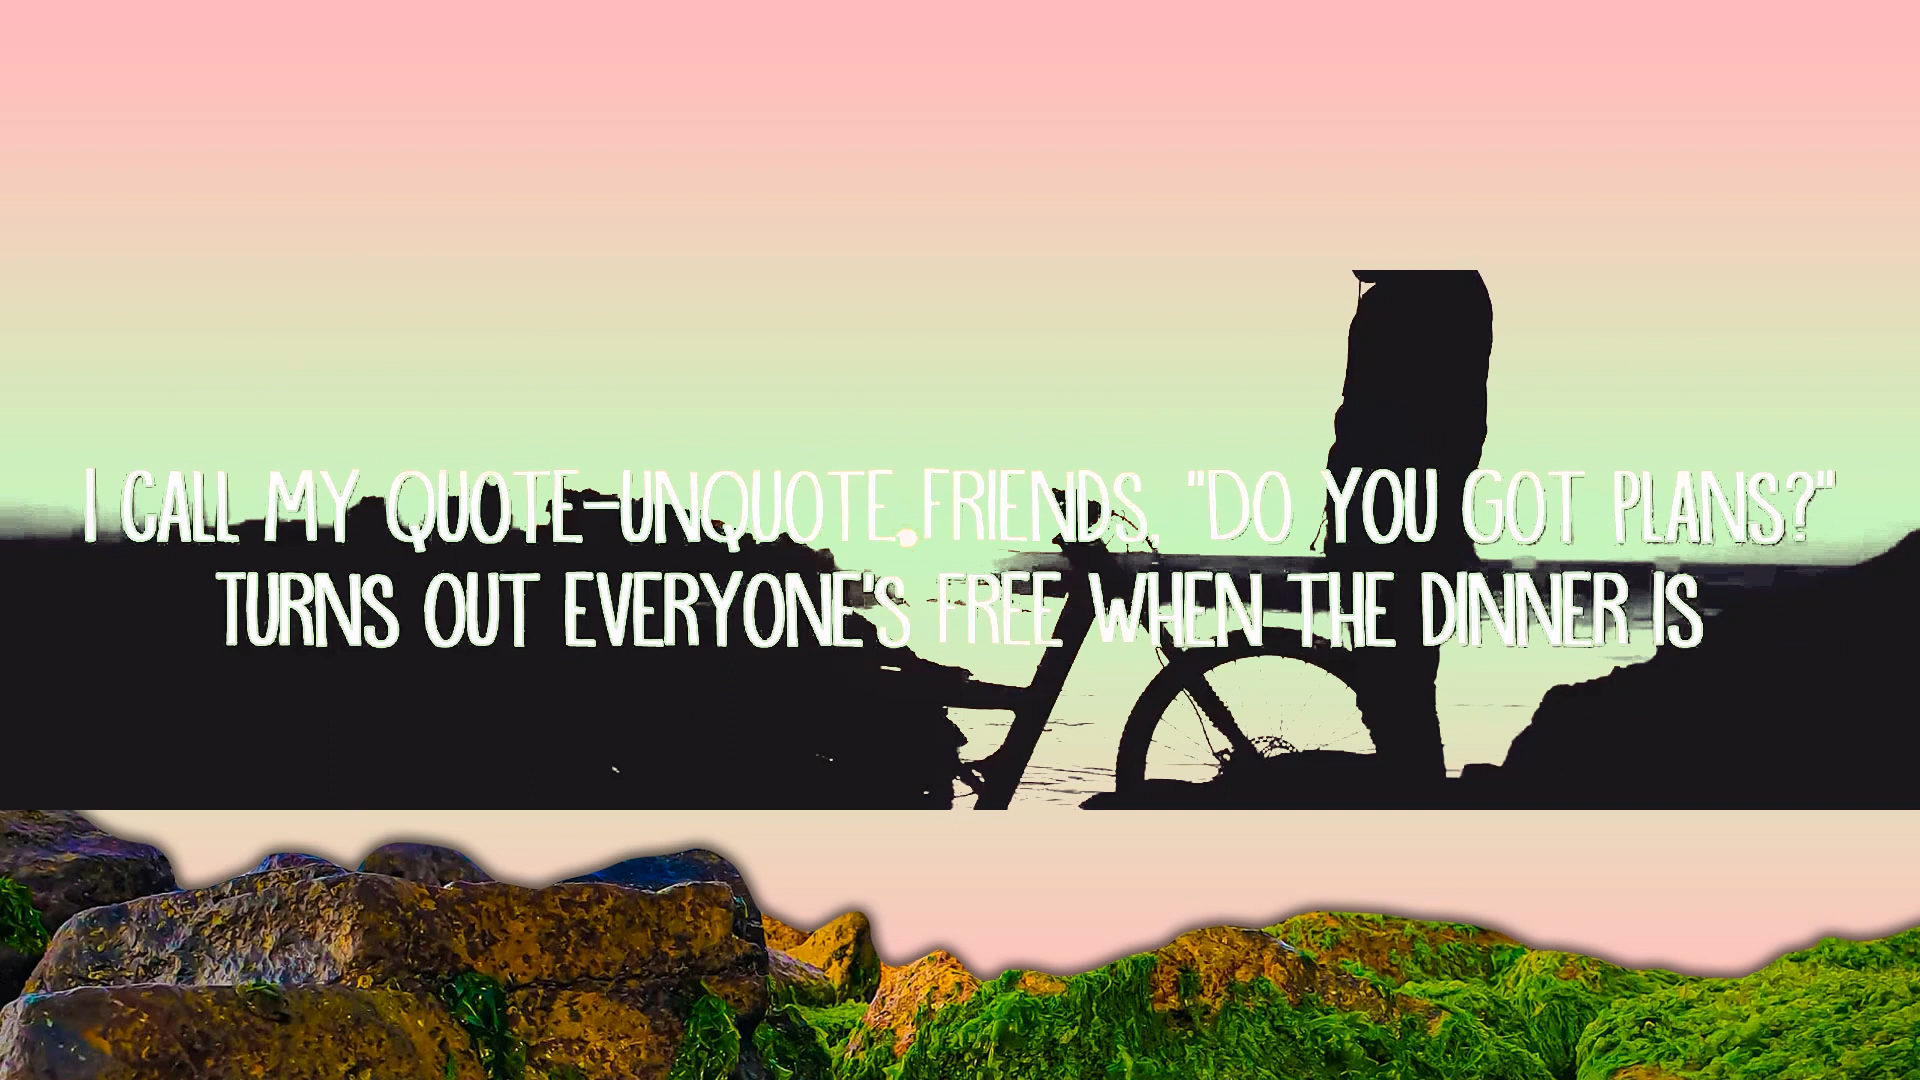 I CALL MY QUOTE-UNQUOTE FRIENDS, "DO YOU GOT PLANS?"
TURNS OUT EVERYONE'S FREE WHEN THE DINNER IS